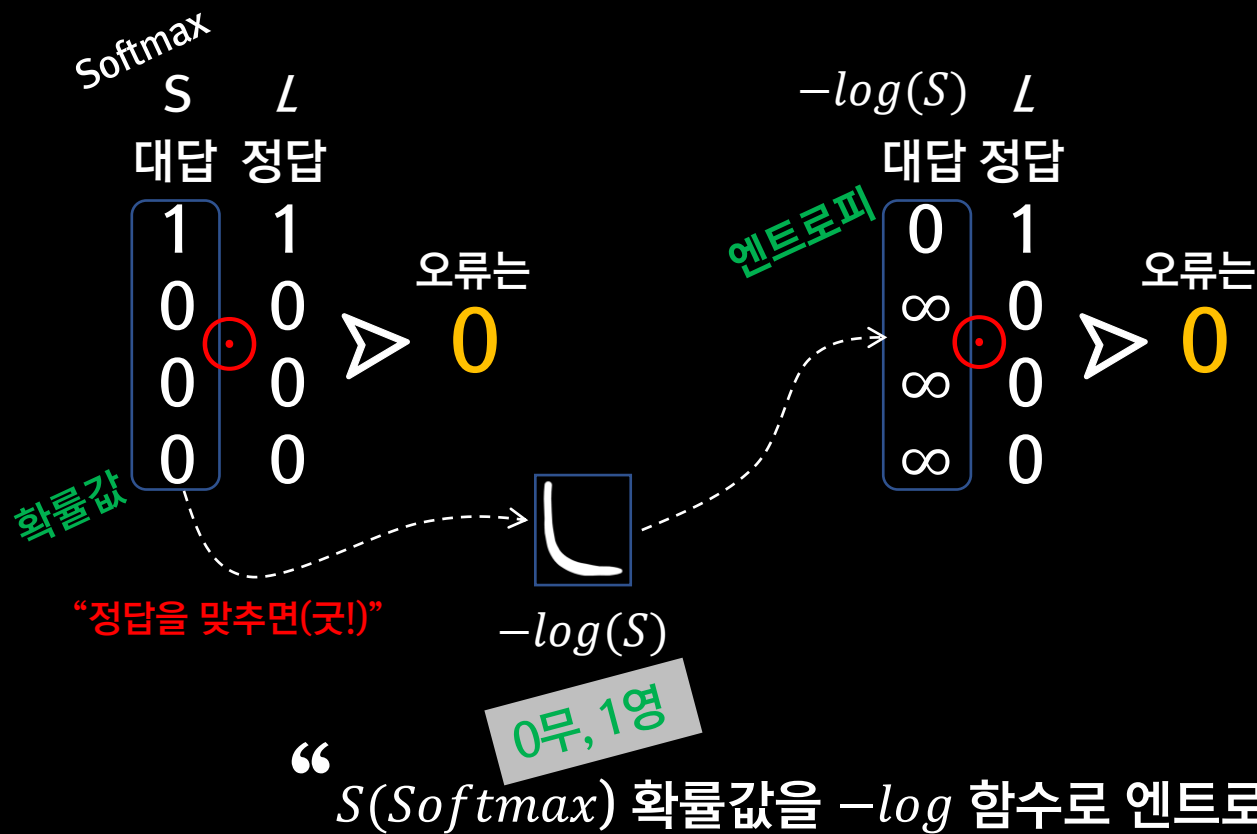 Softmax
S L
대답 정답
1 1
0 0
0 0
0 0
오류는
0
확률값
“정답을 맞추면(굿!)”
−log(S)
0무, 1영
−log(S) L
대답 정답
엔트로피
0 1
∞ 0
∞ 0
∞ 0
오류는
0
“
S(Softmax) 확률값을 −log 함수로 엔트로